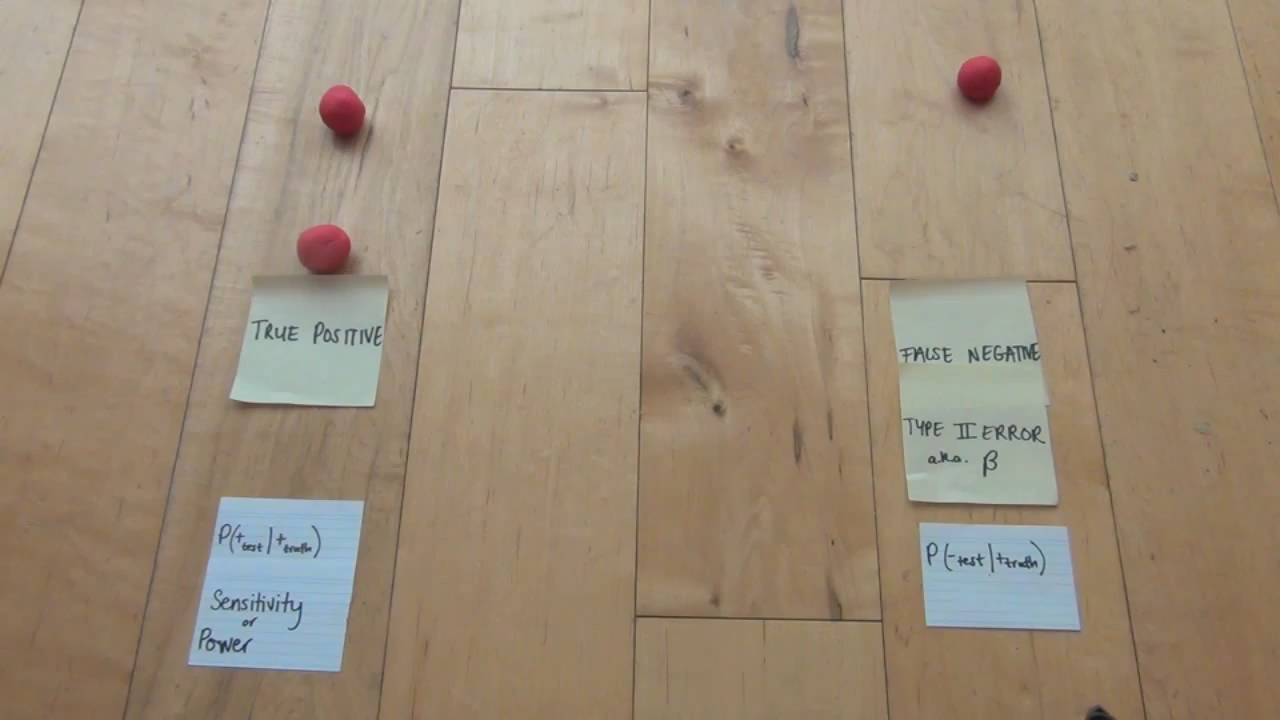 TRUE POSITIVE
P(+test|+truth)
Sensitivity
or
Power
FALSE NEGATIVE
TYPE II ERROR
aka. β
P(-test|+truth)